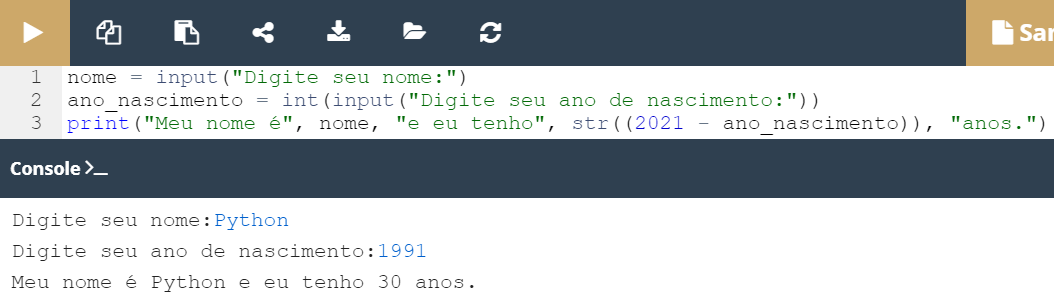 Sar
1 nome = input("Digite seu nome:")
2 ano_nascimento = int(input("Digite seu ano de nascimento:"))
3 print("Meu nome é", nome, "e eu tenho", str((2021 - ano_nascimento)), "anos.")
Console
Digite seu nome:Python
Digite seu ano de nascimento:1991
Meu nome é Python e eu tenho 30 anos.